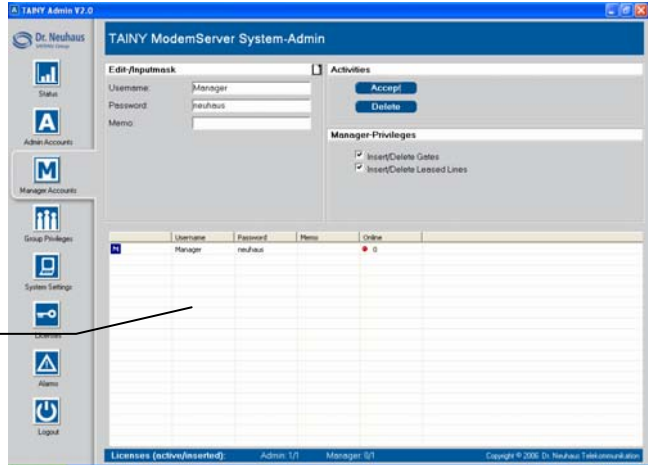 TAINY Admin V2.0
Dr. Neuhaus
TAINY ModemServer System-Admin
Status
Admin Accounts
Manager Accounts
Group Privileges
System Settings
Licenses
Alarms
Logout
Edit-/Inputmask
Username: Manager
Password: neuhaus
Memo:
Activities
Accept
Delete
Manager-Privileges
Insert/Delete Gates
Insert/Delete Leased Lines
Username Password Memo Online
M Manager neuhaus 0
Licenses (active/inserted): Admin: 1/1 Manager: 0/1 Copyright © 2006 Dr. Neuhaus Telekommunikation